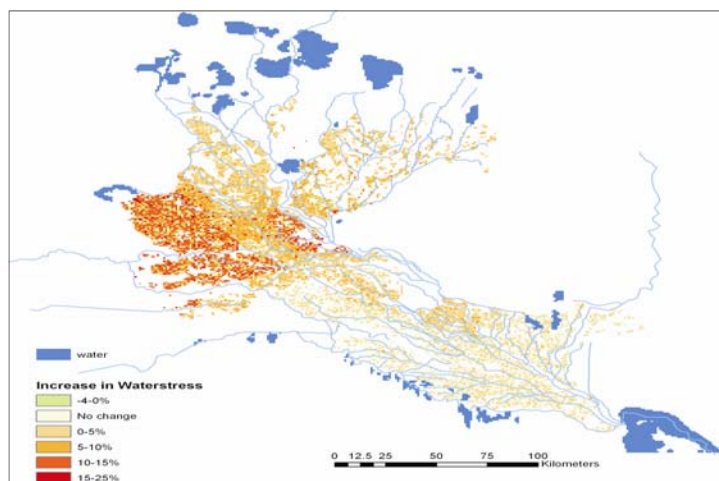 water
Increase in Waterstress
-4-0%
No change
0-5%
5-10%
10-15%
15-25%
0 12.5 25 50 75 100
Kilometers